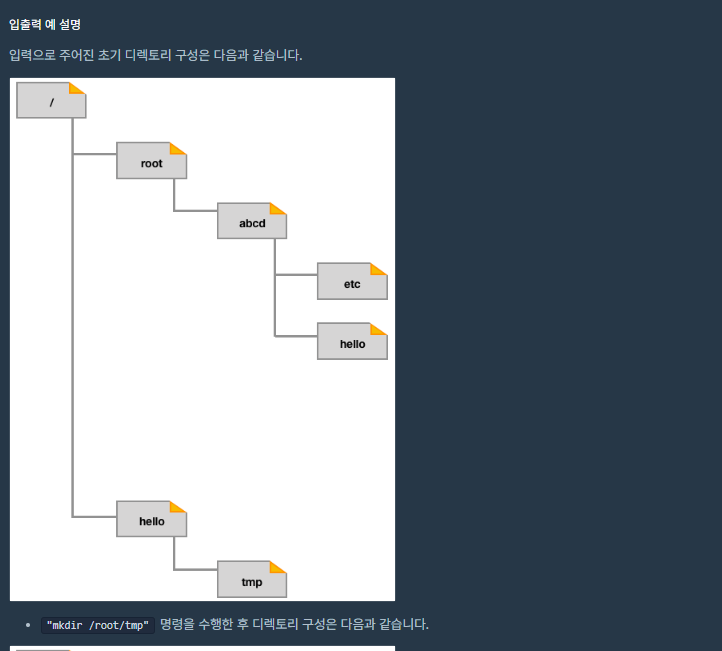 입출력 예 설명
입력으로 주어진 초기 디렉토리 구성은 다음과 같습니다.
/
root
abcd
etc
hello
hello
tmp
"mkdir /root/tmp" 명령을 수행한 후 디렉토리 구성은 다음과 같습니다.